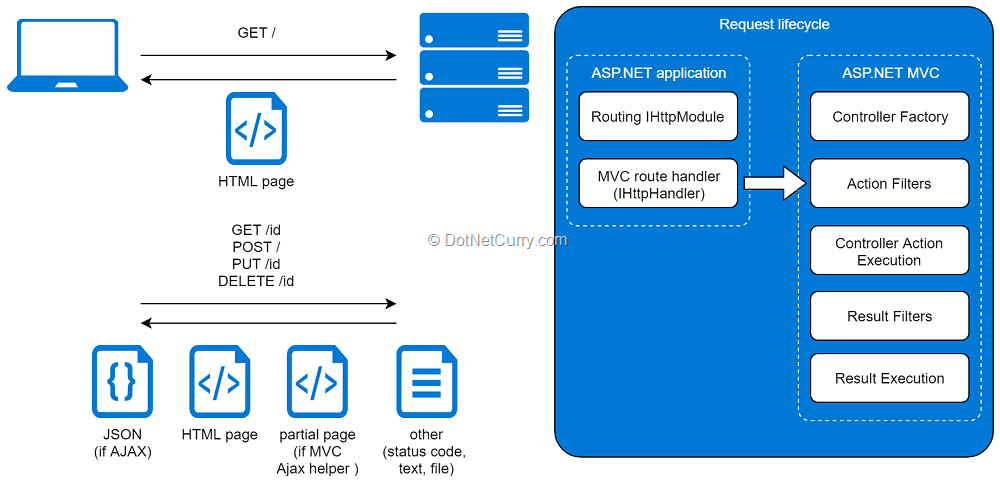 GET /
HTML page
GET /id
POST /
PUT /id
DELETE /id
JSON
(if AJAX)
HTML page
partial page
(if MVC
Ajax helper )
other
(status code,
text, file)
© DotNetCurry.com
Request lifecycle
ASP.NET application
Routing IHttpModule
MVC route handler
(IHttpHandler)
ASP.NET MVC
Controller Factory
Action Filters
Controller Action
Execution
Result Filters
Result Execution